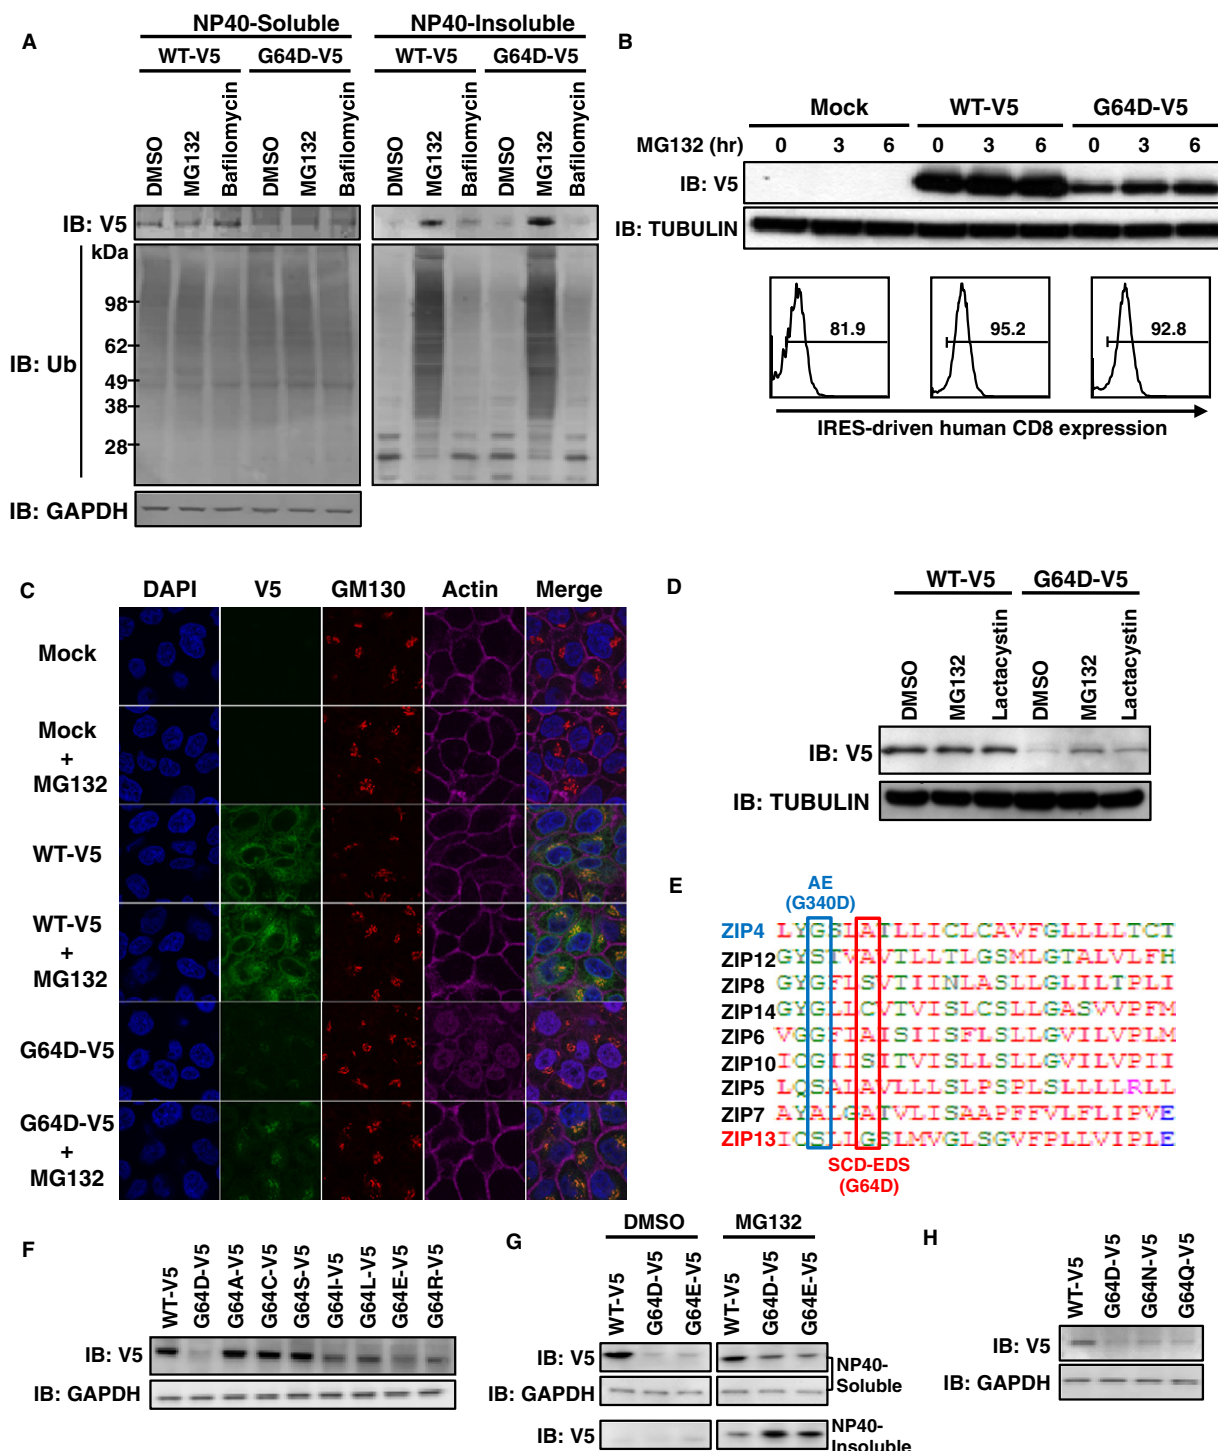 A
NP40-Soluble
NP40-Insoluble
WT-V5
G64D-V5
WT-V5
G64D-V5
DMSO
MG132
Bafilomycin
DMSO
MG132
Bafilomycin
DMSO
MG132
Bafilomycin
DMSO
MG132
Bafilomycin
IB: V5
kDa
98
62
IB: Ub
49
38
28
IB: GAPDH
B
Mock
WT-V5
G64D-V5
MG132 (hr)
0 3 6 0 3 6 0 3 6
IB: V5
IB: TUBULIN
81.9
95.2
92.8
IRES-driven human CD8 expression
C
DAPI V5 GM130 Actin Merge
Mock
Mock
+
MG132
WT-V5
WT-V5
+
MG132
G64D-V5
G64D-V5
+
MG132
D
WT-V5
G64D-V5
DMSO
MG132
Lactacystin
DMSO
MG132
Lactacystin
IB: V5
IB: TUBULIN
E
AE
(G340D)
ZIP4 LYGSLATLLICLCAVFGLLLLTCT
ZIP12 GYSTVAVTLLTLGSMLGTALVLFH
ZIP8 GYGFLSVTIINLASLLGLILTPLI
ZIP14 GYGLLCVTVISLCSLLGASVVPFM
ZIP6 VGGFIAISIISFLSLLGVILVPLM
ZIP10 ICGLLSITVISLLSLLGVILVPII
ZIP5 LQSALAVLLLSLPSPLSLLLLRLL
ZIP7 AYALGATVLISAAPFFVLFLIPVE
ZIP13 ICSLLGSLMVGLSGVFPLLVIPLE
SCD-EDS
(G64D)
F
WT-V5
G64D-V5
G64A-V5
G64C-V5
G64S-V5
G64I-V5
G64L-V5
G64E-V5
G64R-V5
IB: V5
IB: GAPDH
G
DMSO
MG132
WT-V5
G64D-V5
G64E-V5
WT-V5
G64D-V5
G64E-V5
IB: V5
IB: GAPDH
NP40-
Soluble
IB: V5
NP40-
Insoluble
H
WT-V5
G64D-V5
G64N-V5
G64Q-V5
IB: V5
IB: GAPDH